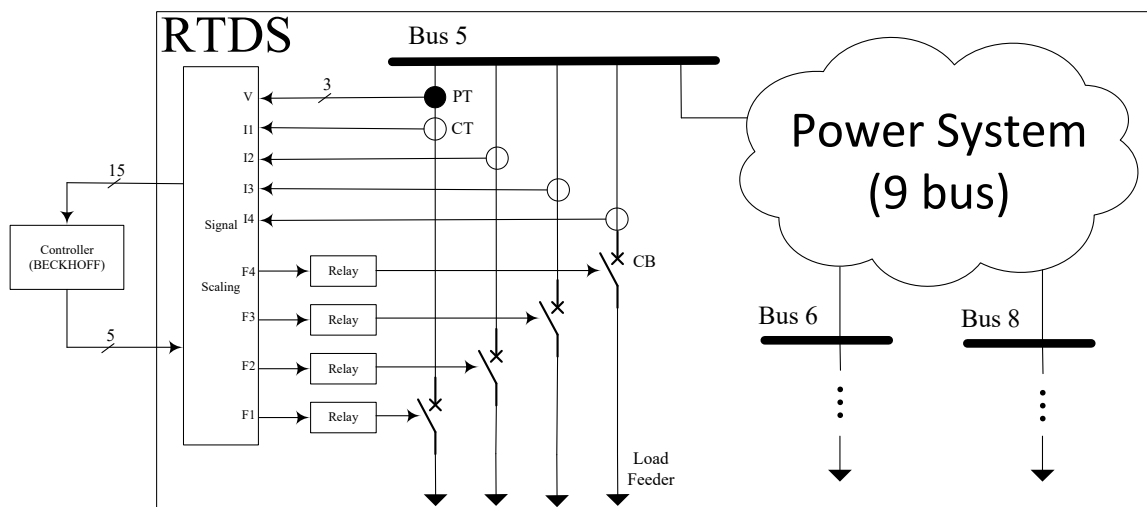 RTDS
Bus 5
3
V
PT
I1
CT
I2
15
I3
I4
Signal
Controller
(BECKHOFF)
F4
Relay
CB
Scaling
F3
Relay
5
F2
Relay
F1
Relay
Load
Feeder
Power System
(9 bus)
Bus 6
Bus 8